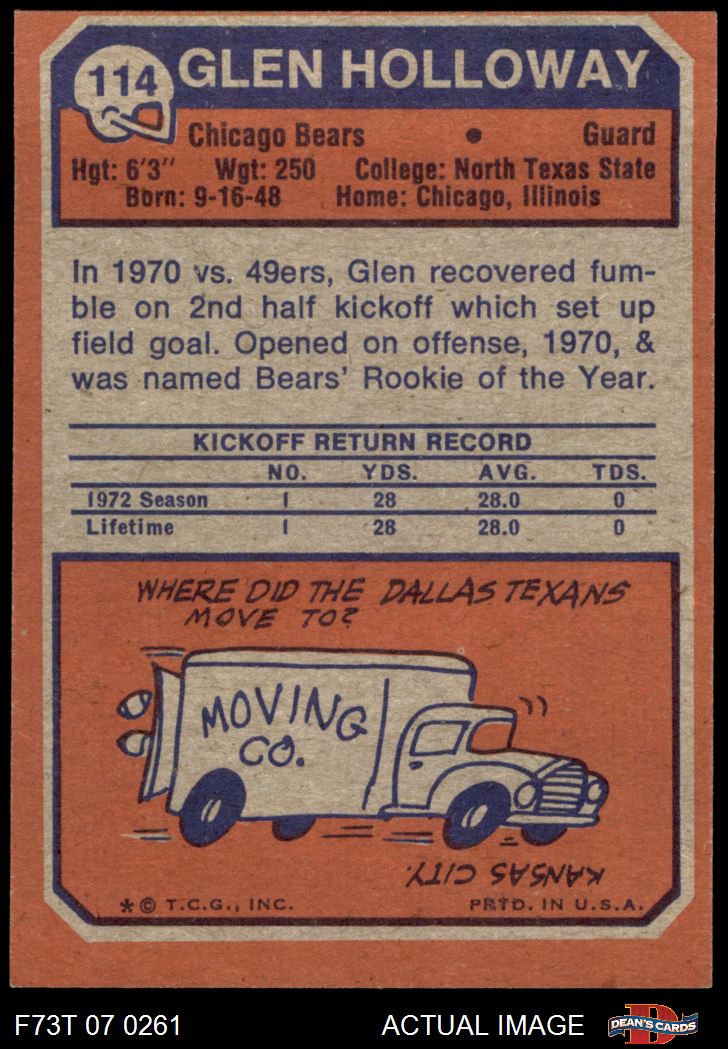 114
GLEN HOLLOWAY
Chicago Bears • Guard
Hgt: 6'3" Wgt: 250 College: North Texas State
Born: 9-16-48 Home: Chicago, Illinois
In 1970 vs. 49ers, Glen recovered fum-
ble on 2nd half kickoff which set up
field goal. Opened on offense, 1970, &
was named Bears' Rookie of the Year.
KICKOFF RETURN RECORD
NO. YDS. AVG. TDS.
1972 Season 1 28 28.0 0
Lifetime 1 28 28.0 0
WHERE DID THE DALLAS TEXANS
MOVE TO?
MOVING
CO.
KANSAS CITY.
* © T.C.G., INC. PRTD. IN U.S.A.
F73T 07 0261 ACTUAL IMAGE
D
DEAN'S CARDS